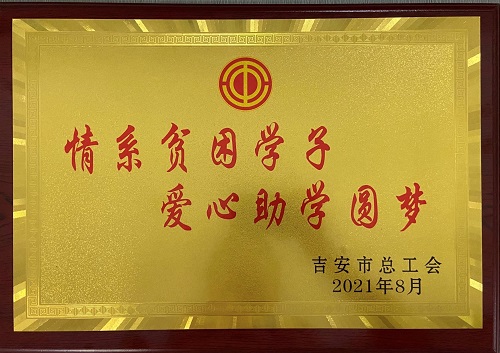 情系贫困学子
爱心助学圆梦
吉安市总工会
2021年8月